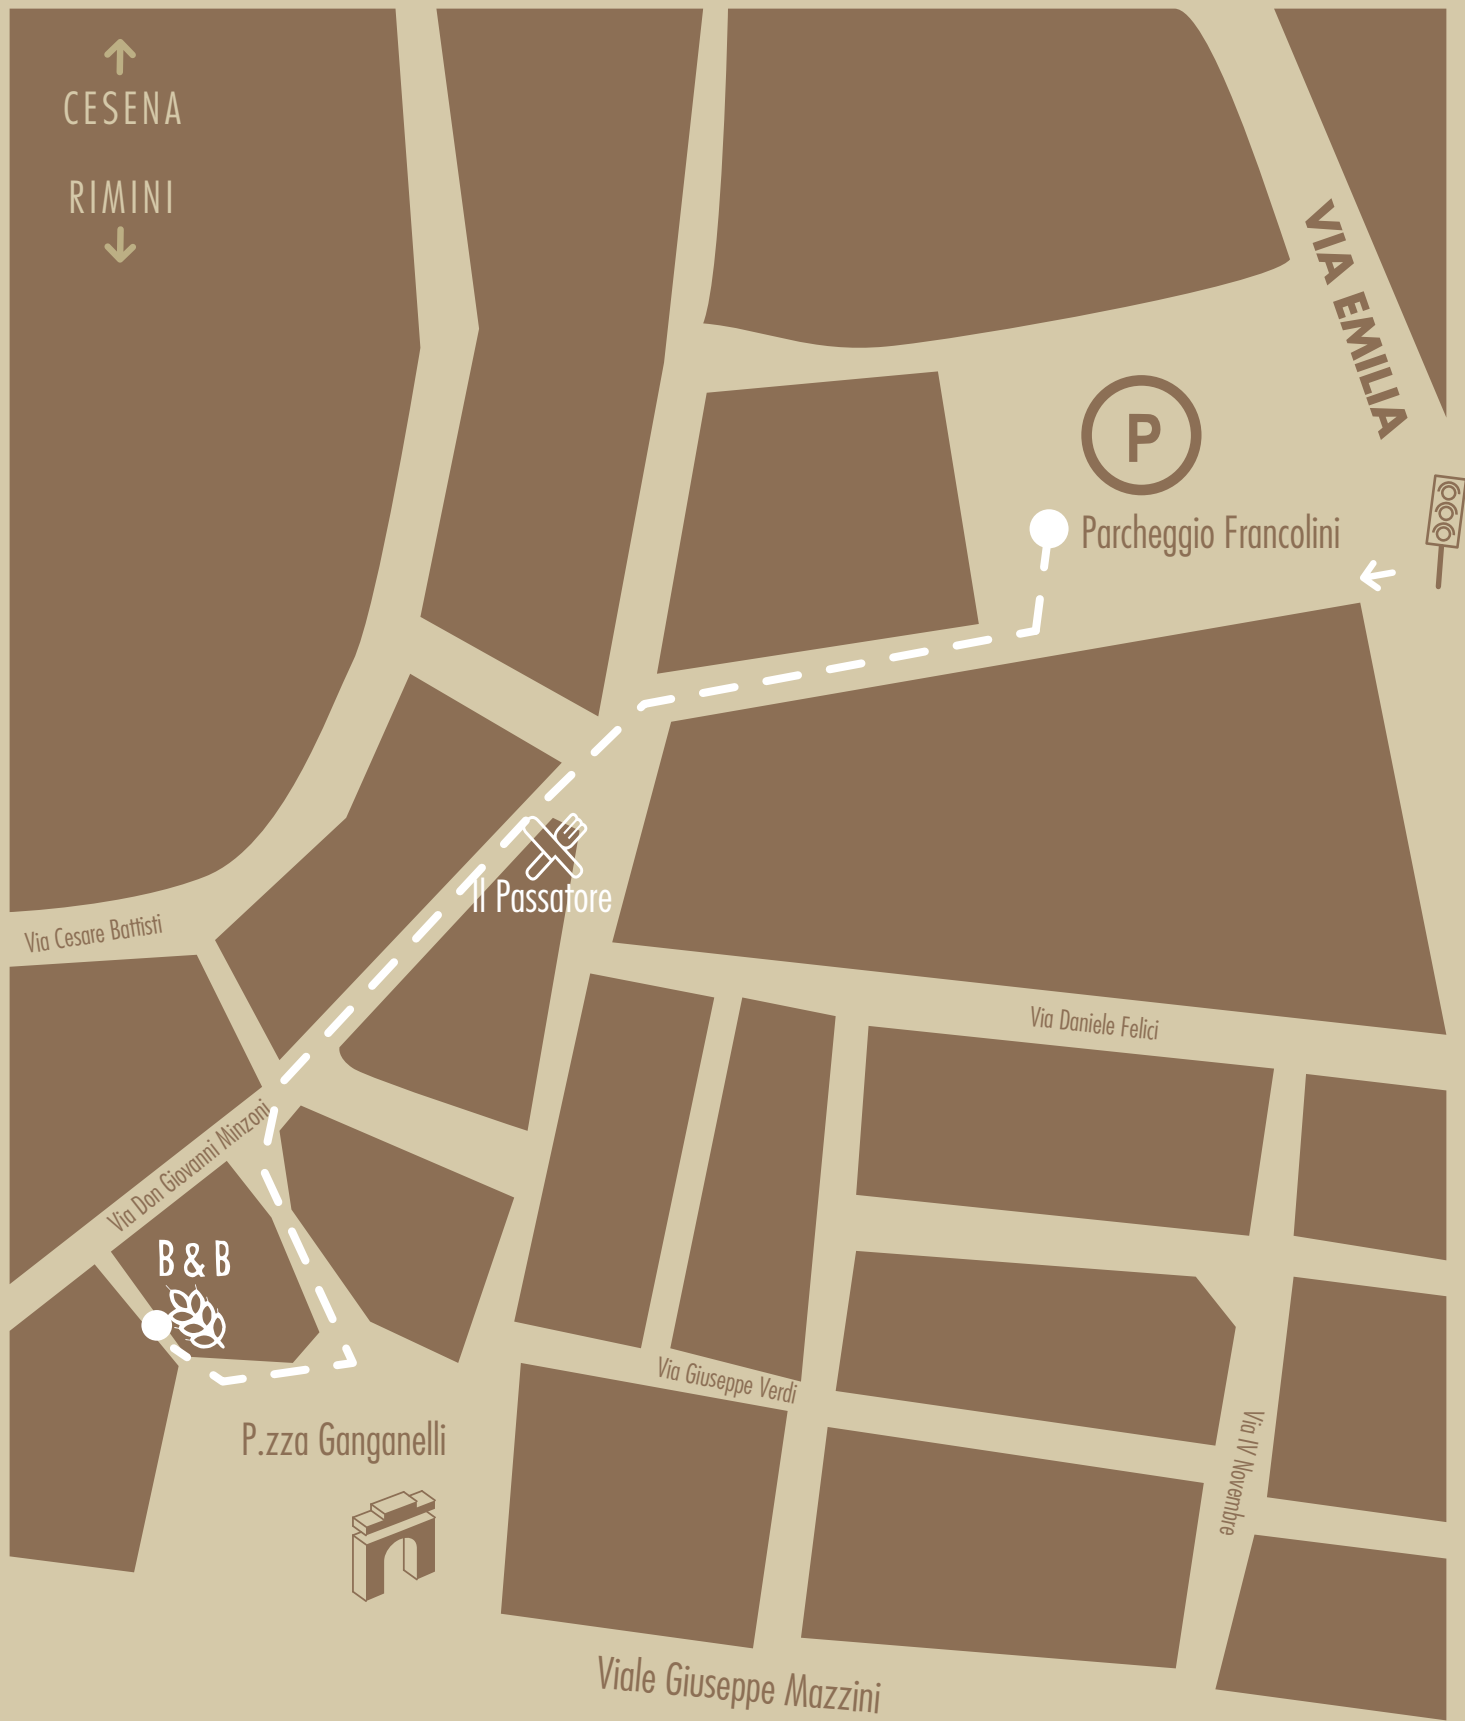 CESENA
RIMINI
VIA EMILIA
P
Parcheggio Francolini
Il Passatore
Via Cesare Battisti
Via Daniele Felici
Via Don Giovanni Minzoni
B & B
Via Giuseppe Verdi
P.zza Ganganelli
Via IV Novembre
Viale Giuseppe Mazzini